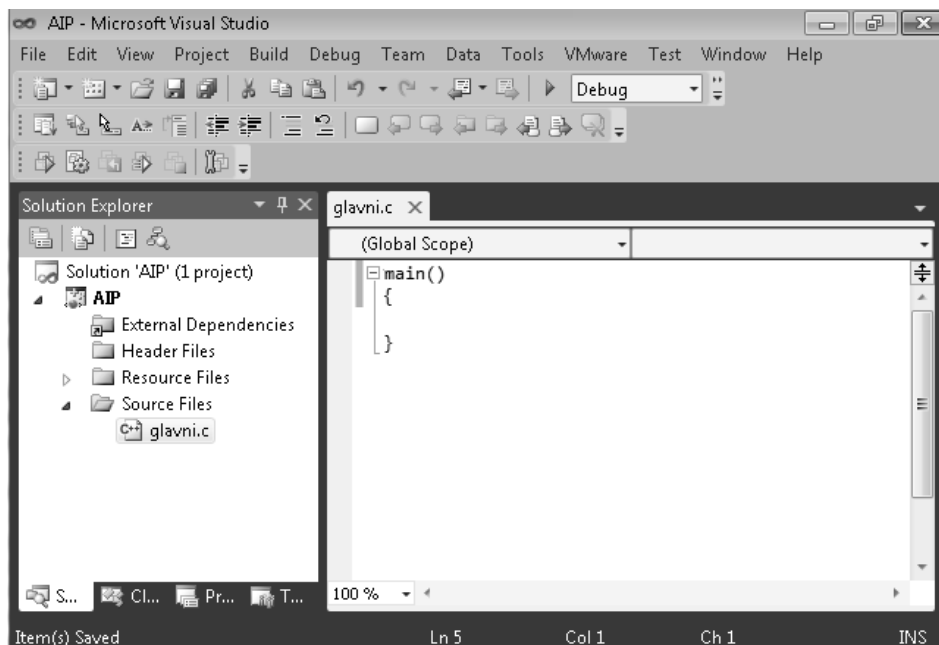 AIP - Microsoft Visual Studio
File Edit View Project Build Debug Team Data Tools VMware Test Window Help
Debug
Solution Explorer
glavni.c
(Global Scope)
Solution 'AIP' (1 project)
AIP
External Dependencies
Header Files
Resource Files
Source Files
glavni.c
main()
{
}
100 %
S... Cl... Pr... T...
Item(s) Saved Ln 5 Col 1 Ch 1 INS